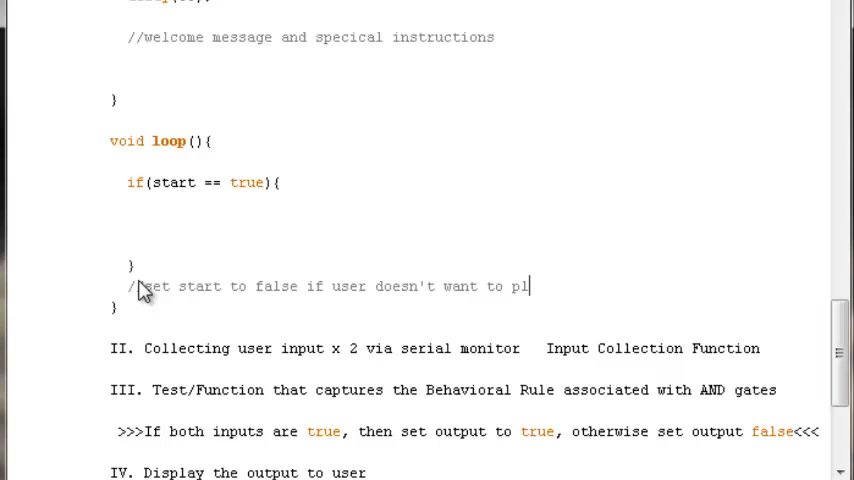 //welcome message and specical instructions
}
void loop(){
if(start == true){
}
//set start to false if user doesn't want to pl
}
II. Collecting user input x 2 via serial monitor Input Collection Function
III. Test/Function that captures the Behavioral Rule associated with AND gates
>>>If both inputs are true, then set output to true, otherwise set output false<<<
IV. Display the output to user